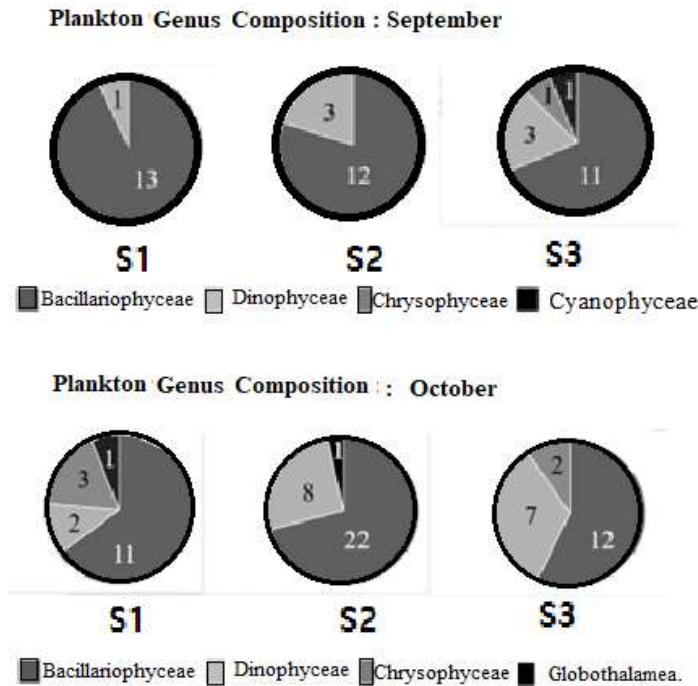 Plankton Genus Composition : September
1
13
3
12
1 1
3
11
S1 S2 S3
Bacillariophyceae Dinophyceae Chrysophyceae Cyanophyceae
Plankton Genus Composition : : October
1
3
2
11
1
8
22
2
7
12
S1 S2 S3
Bacillariophyceae Dinophyceae Chrysophyceae Globothalamea.